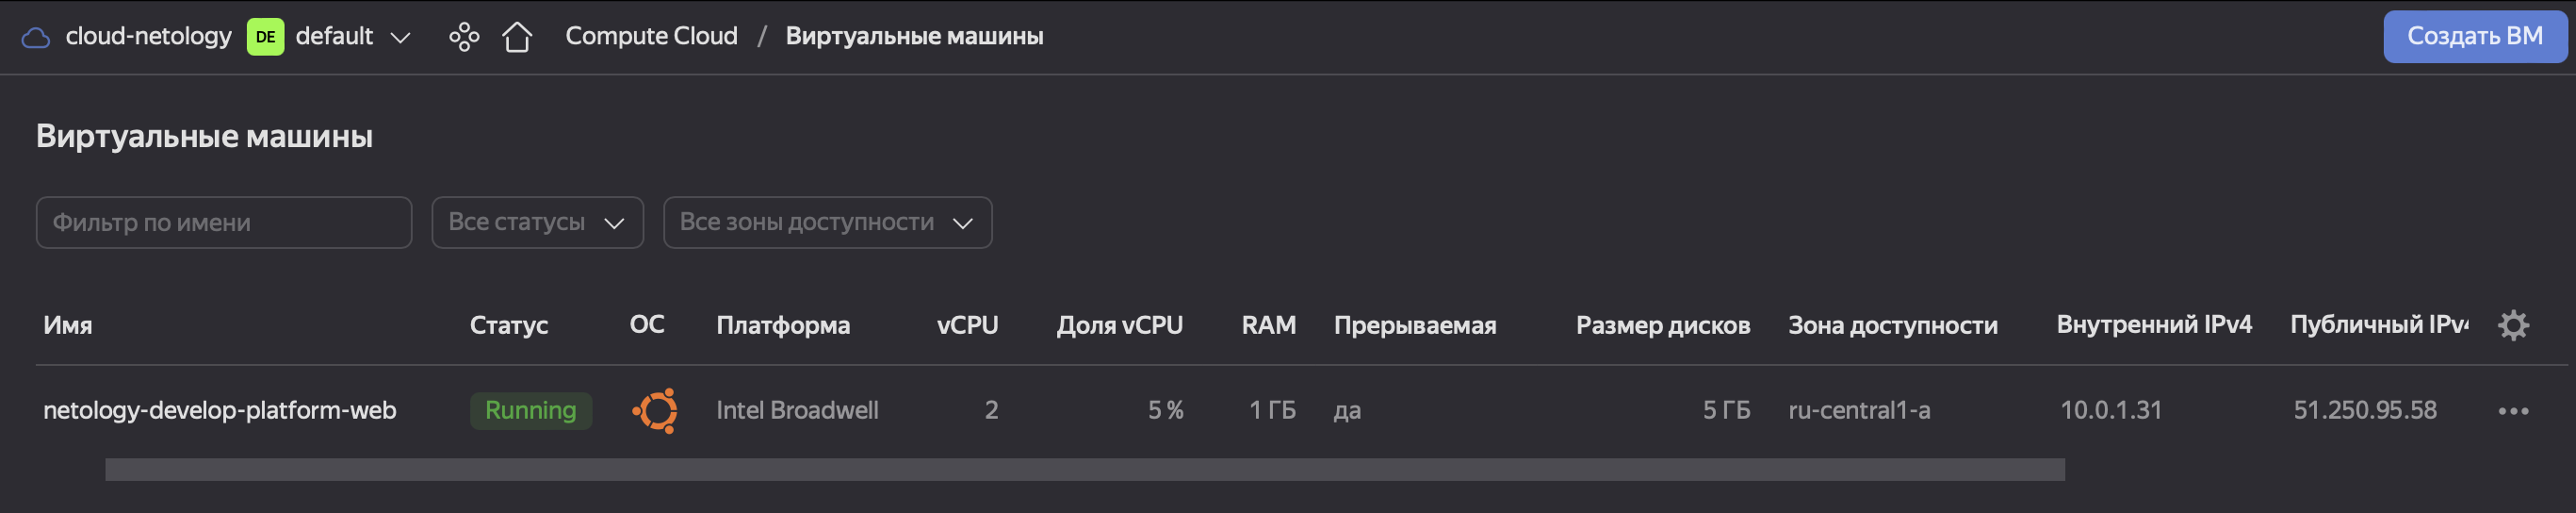 cloud-netology DE default Compute Cloud / Виртуальные машины Создать ВМ
Виртуальные машины
Фильтр по имени Все статусы Все зоны доступности
Имя Статус ОС Платформа vCPU Доля vCPU RAM Прерываемая Размер дисков Зона доступности Внутренний IPv4 Публичный IPv4
netology-develop-platform-web Running Intel Broadwell 2 5 % 1 ГБ да 5 ГБ ru-central1-a 10.0.1.31 51.250.95.58